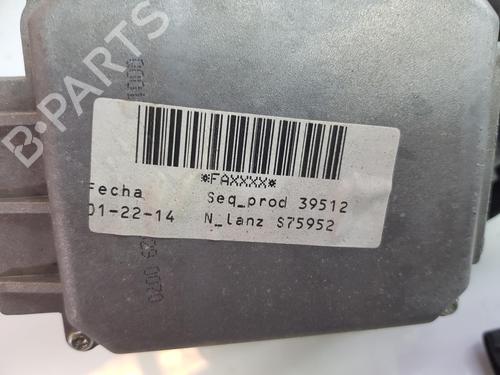 B-PARTS
*FAXXXX*
Fecha Seq_prod 39512
01-22-14 N_lanz S75952